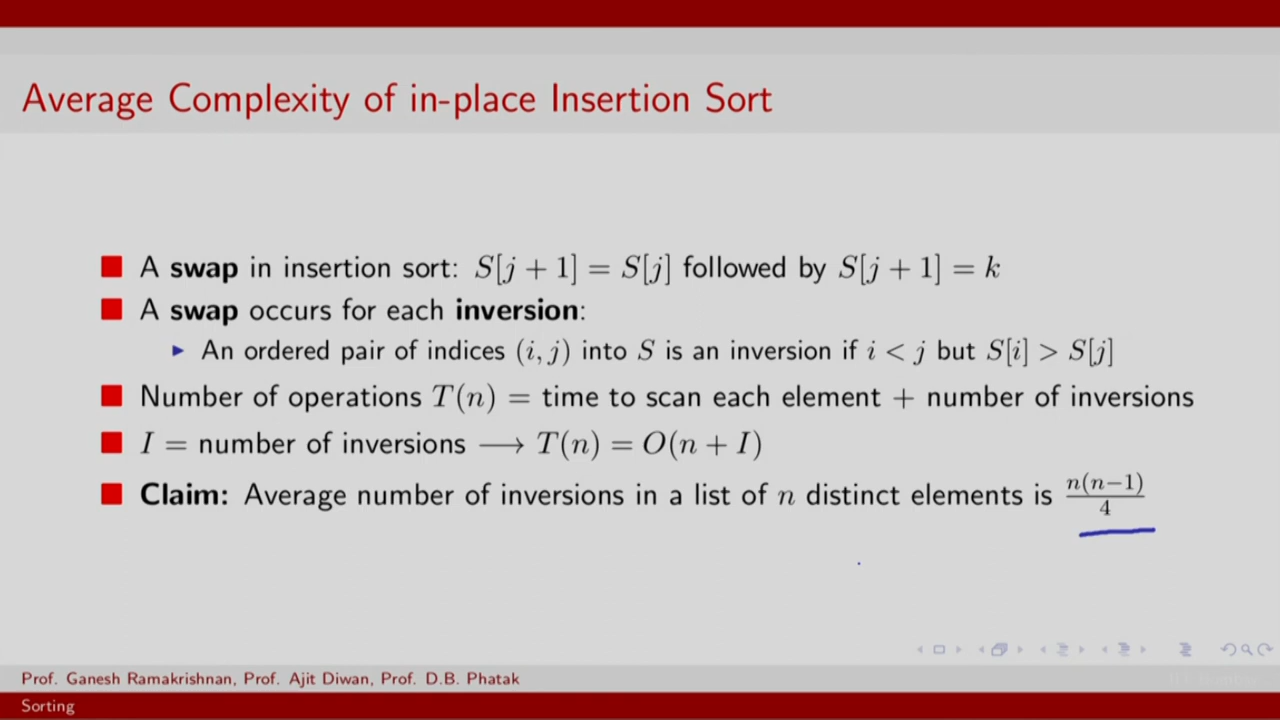 Average Complexity of in-place Insertion Sort
A swap in insertion sort: S[j + 1] = S[j] followed by S[j + 1] = k
A swap occurs for each inversion:
An ordered pair of indices (i, j) into S is an inversion if i < j but S[i] > S[j]
Number of operations T(n) = time to scan each element + number of inversions
I = number of inversions ⟶ T(n) = O(n + I)
Claim: Average number of inversions in a list of n distinct elements is n(n−1)/4
Prof. Ganesh Ramakrishnan, Prof. Ajit Diwan, Prof. D.B. Phatak
Sorting